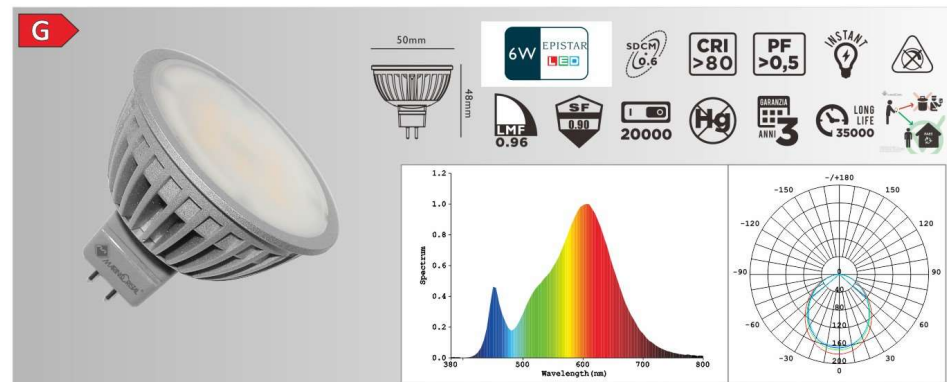 G
50mm
48mm
6W EPISTAR
LED
SDCM
0.6
CRI
>80
PF
>0,5
INSTANT
LMF
0.96
SF
0.90
20000
Hg
GARANZIA
ANNI 3
LONG
LIFE
35000
Spectrum
1.2
1.0
0.8
0.6
0.4
0.2
0.0
380 500 600 700 800
Wavelength(nm)
-/+180
-150 150
-120 120
-90 90
-60 60
-30 30
0
0
40
80
120
160
200